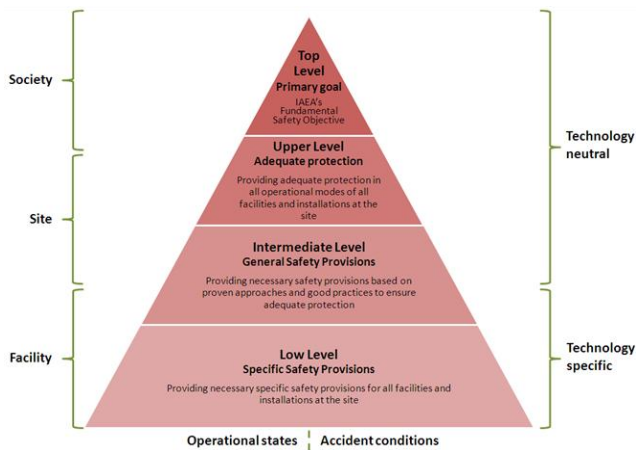 Top
Level
Primary goal
IAEA's
Fundamental
Safety Objective
Society
Upper Level
Adequate protection
Providing adequate protection in
all operational modes of all
facilities and installations at the
site
Technology
neutral
Site
Intermediate Level
General Safety Provisions
Providing necessary safety provisions based on
proven approaches and good practices to ensure
adequate protection
Facility
Low Level
Specific Safety Provisions
Providing necessary specific safety provisions for all facilities and
installations at the site
Technology
specific
Operational states
Accident conditions